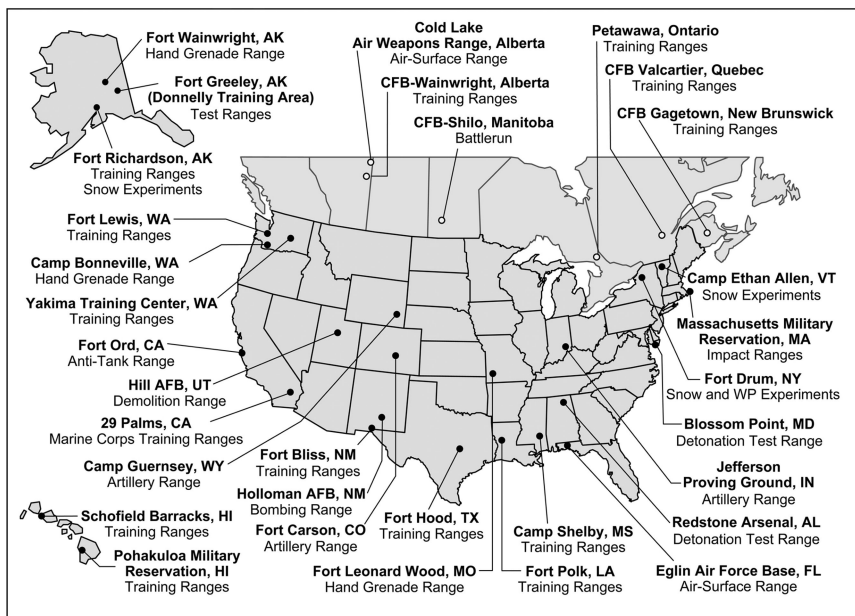 Fort Wainwright, AK
Hand Grenade Range
Fort Greeley, AK
(Donnelly Training Area)
Test Ranges
Fort Richardson, AK
Training Ranges
Snow Experiments
Cold Lake
Air Weapons Range, Alberta
Air-Surface Range
CFB-Wainwright, Alberta
Training Ranges
CFB-Shilo, Manitoba
Battlerun
Petawawa, Ontario
Training Ranges
CFB Valcartier, Quebec
Training Ranges
CFB Gagetown, New Brunswick
Training Ranges
Fort Lewis, WA
Training Ranges
Camp Bonneville, WA
Hand Grenade Range
Yakima Training Center, WA
Training Ranges
Fort Ord, CA
Anti-Tank Range
Hill AFB, UT
Demolition Range
29 Palms, CA
Marine Corps Training Ranges
Camp Guernsey, WY
Artillery Range
Schofield Barracks, HI
Training Ranges
Pohakuloa Military
Reservation, HI
Training Ranges
Fort Bliss, NM
Training Ranges
Holloman AFB, NM
Bombing Range
Fort Carson, CO
Artillery Range
Fort Hood, TX
Training Ranges
Fort Leonard Wood, MO
Hand Grenade Range
Camp Shelby, MS
Training Ranges
Fort Polk, LA
Training Ranges
Camp Ethan Allen, VT
Snow Experiments
Massachusetts Military
Reservation, MA
Impact Ranges
Fort Drum, NY
Snow and WP Experiments
Blossom Point, MD
Detonation Test Range
Jefferson
Proving Ground, IN
Artillery Range
Redstone Arsenal, AL
Detonation Test Range
Eglin Air Force Base, FL
Air-Surface Range